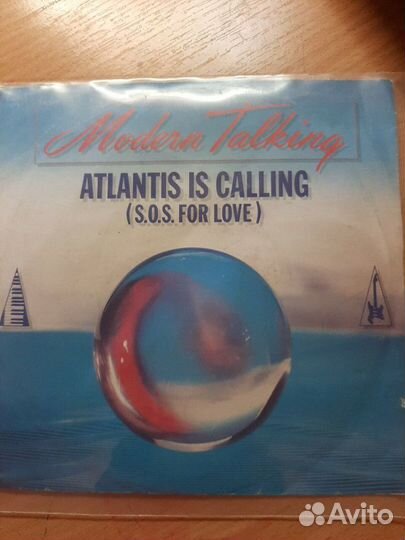 Modern Talking
ATLANTIS IS CALLING
(S.O.S. FOR LOVE)
Avito